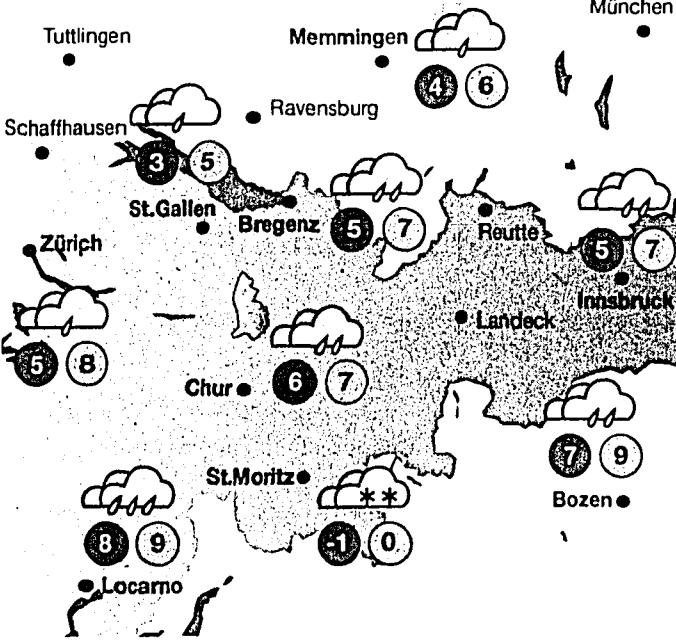 München
Tuttlingen
Memmingen
4 6
Ravensburg
Schaffhausen
3 5
St.Gallen
Bregenz
5 7
Reutte
5 7
Zürich
Innsbruck
Landeck
5 8
6 7
Chur
7 9
St.Moritz
**
Bozen
8 9
-1 0
Locarno